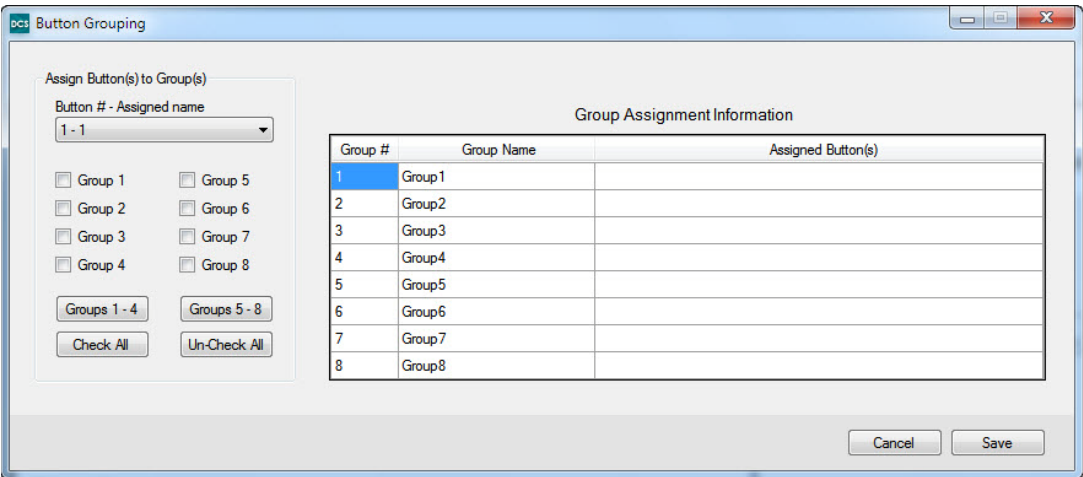 DCS Button Grouping
Assign Button(s) to Group(s)
Button # - Assigned name
1 - 1
Group 1 Group 5
Group 2 Group 6
Group 3 Group 7
Group 4 Group 8
Groups 1 - 4 Groups 5 - 8
Check All Un-Check All
Group Assignment Information
Group # Group Name Assigned Button(s)
1 Group1
2 Group2
3 Group3
4 Group4
5 Group5
6 Group6
7 Group7
8 Group8
Cancel Save